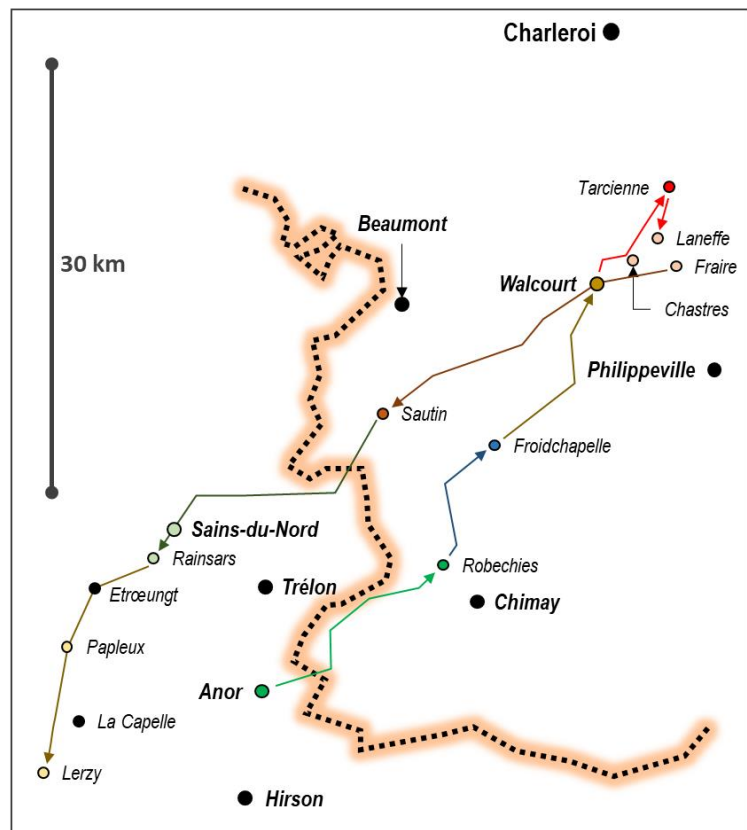 Charleroi
Tarcienne
Beaumont
Laneffe
30 km
Fraire
Walcourt
Chastres
Philippeville
Sautin
Froidchapelle
Sains-du-Nord
Rainsars
Robechies
Etrœungt
Trélon
Chimay
Papleux
Anor
La Capelle
Lerzy
Hirson